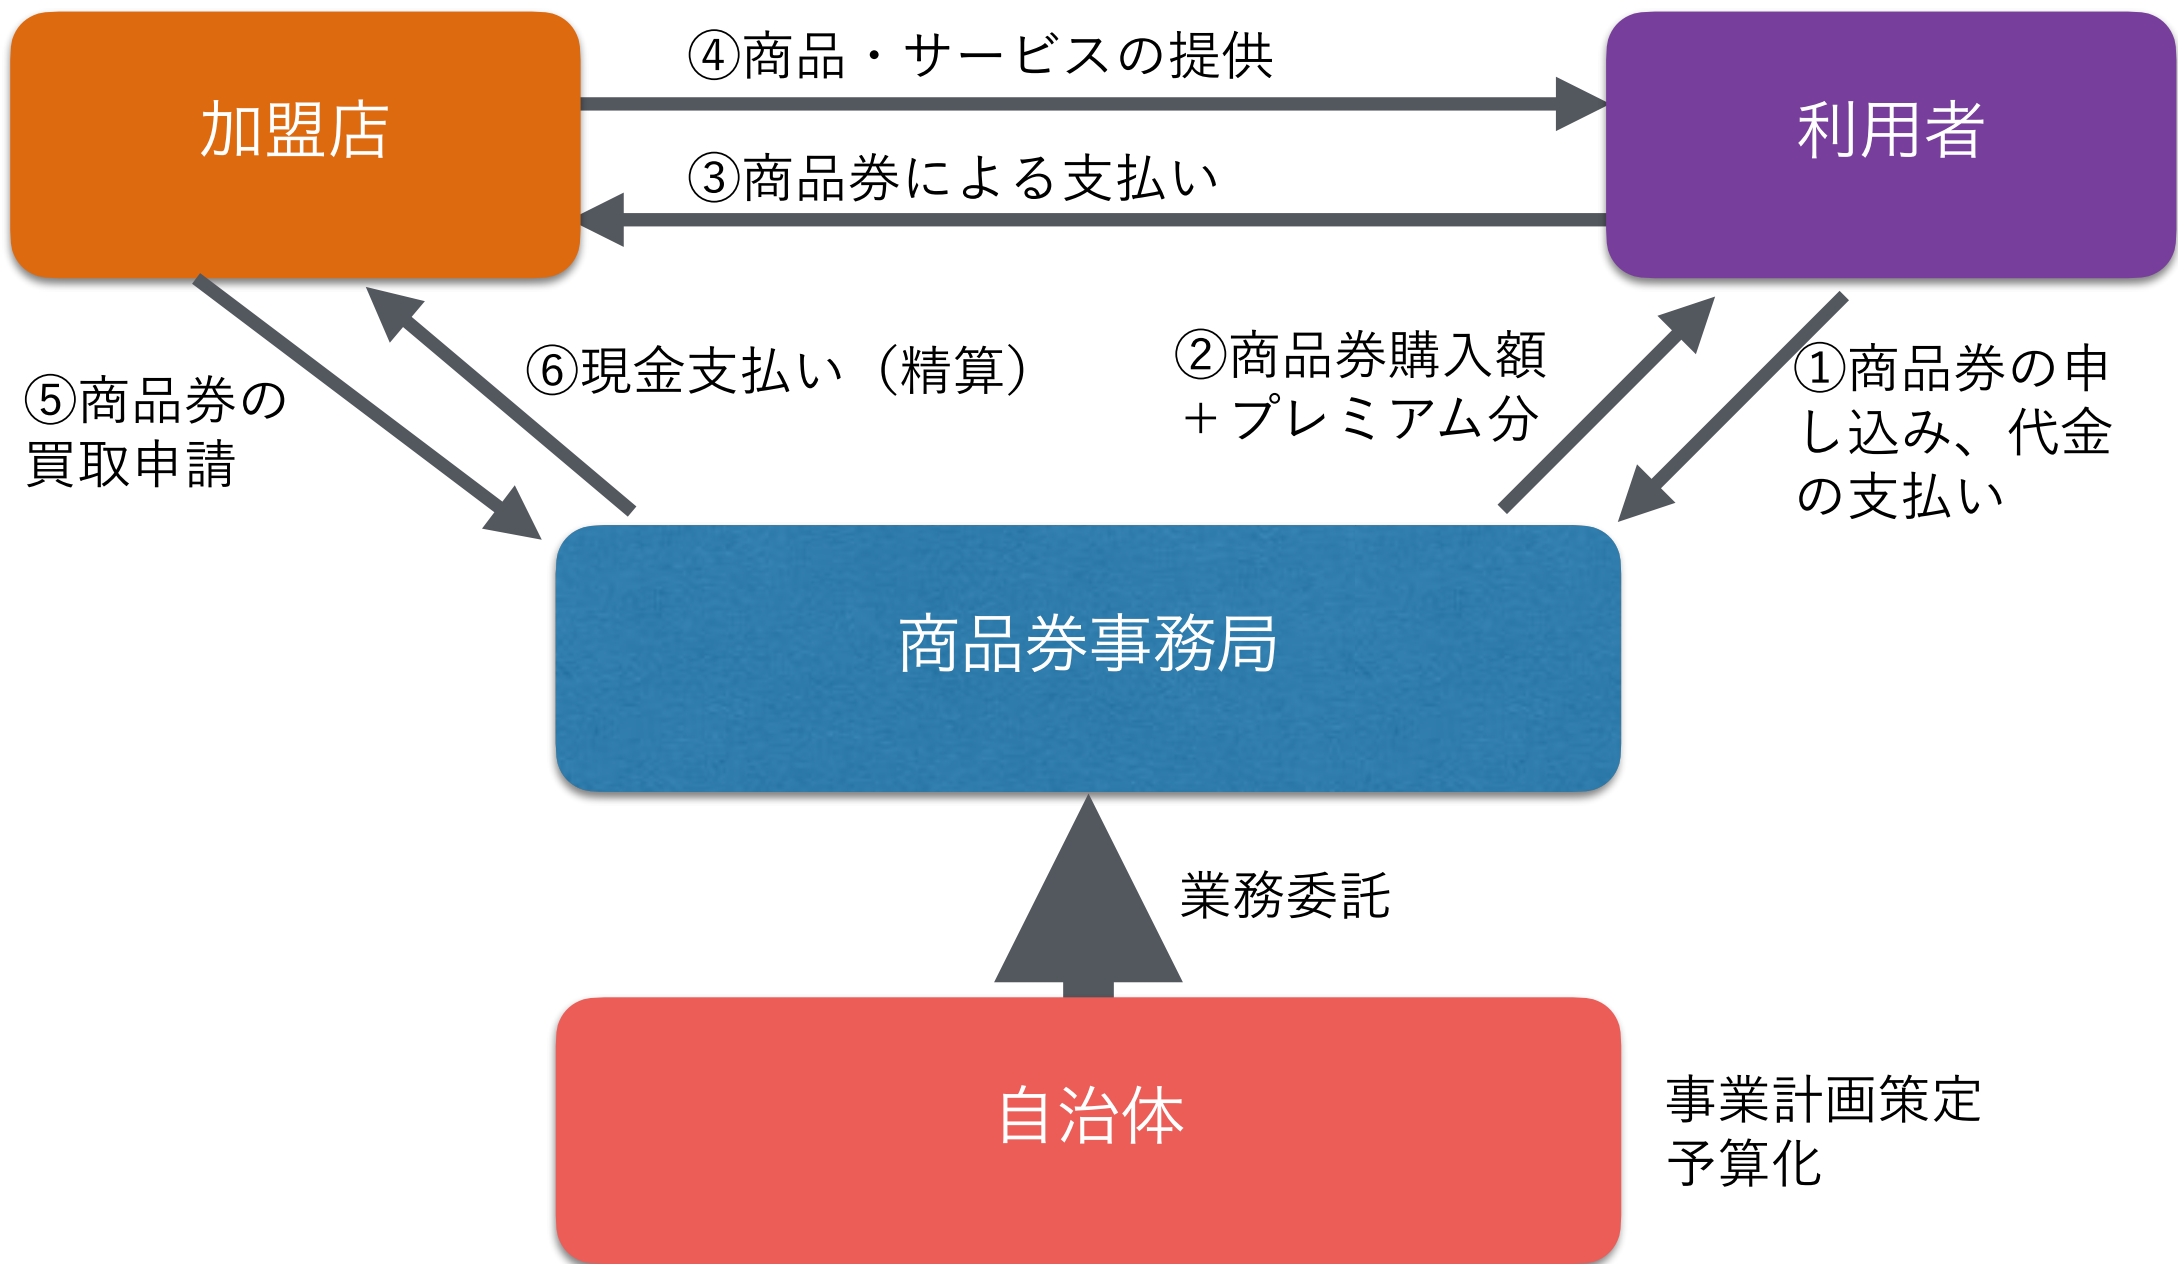 ④商品・サービスの提供
加盟店
利用者
③商品券による支払い
②商品券購入額
＋プレミアム分
①商品券の申
し込み、代金
の支払い
⑥現金支払い（精算）
⑤商品券の
買取申請
商品券事務局
業務委託
自治体
事業計画策定
予算化